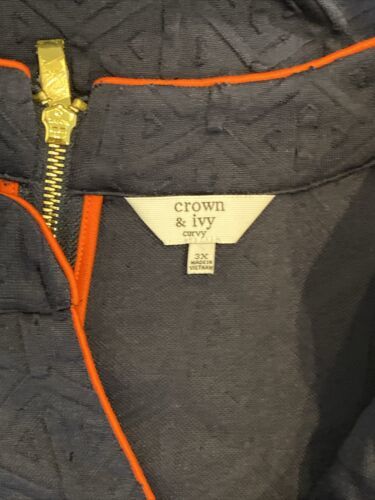 crown
& ivy
curvy
3X
MADE IN
VIETNAM